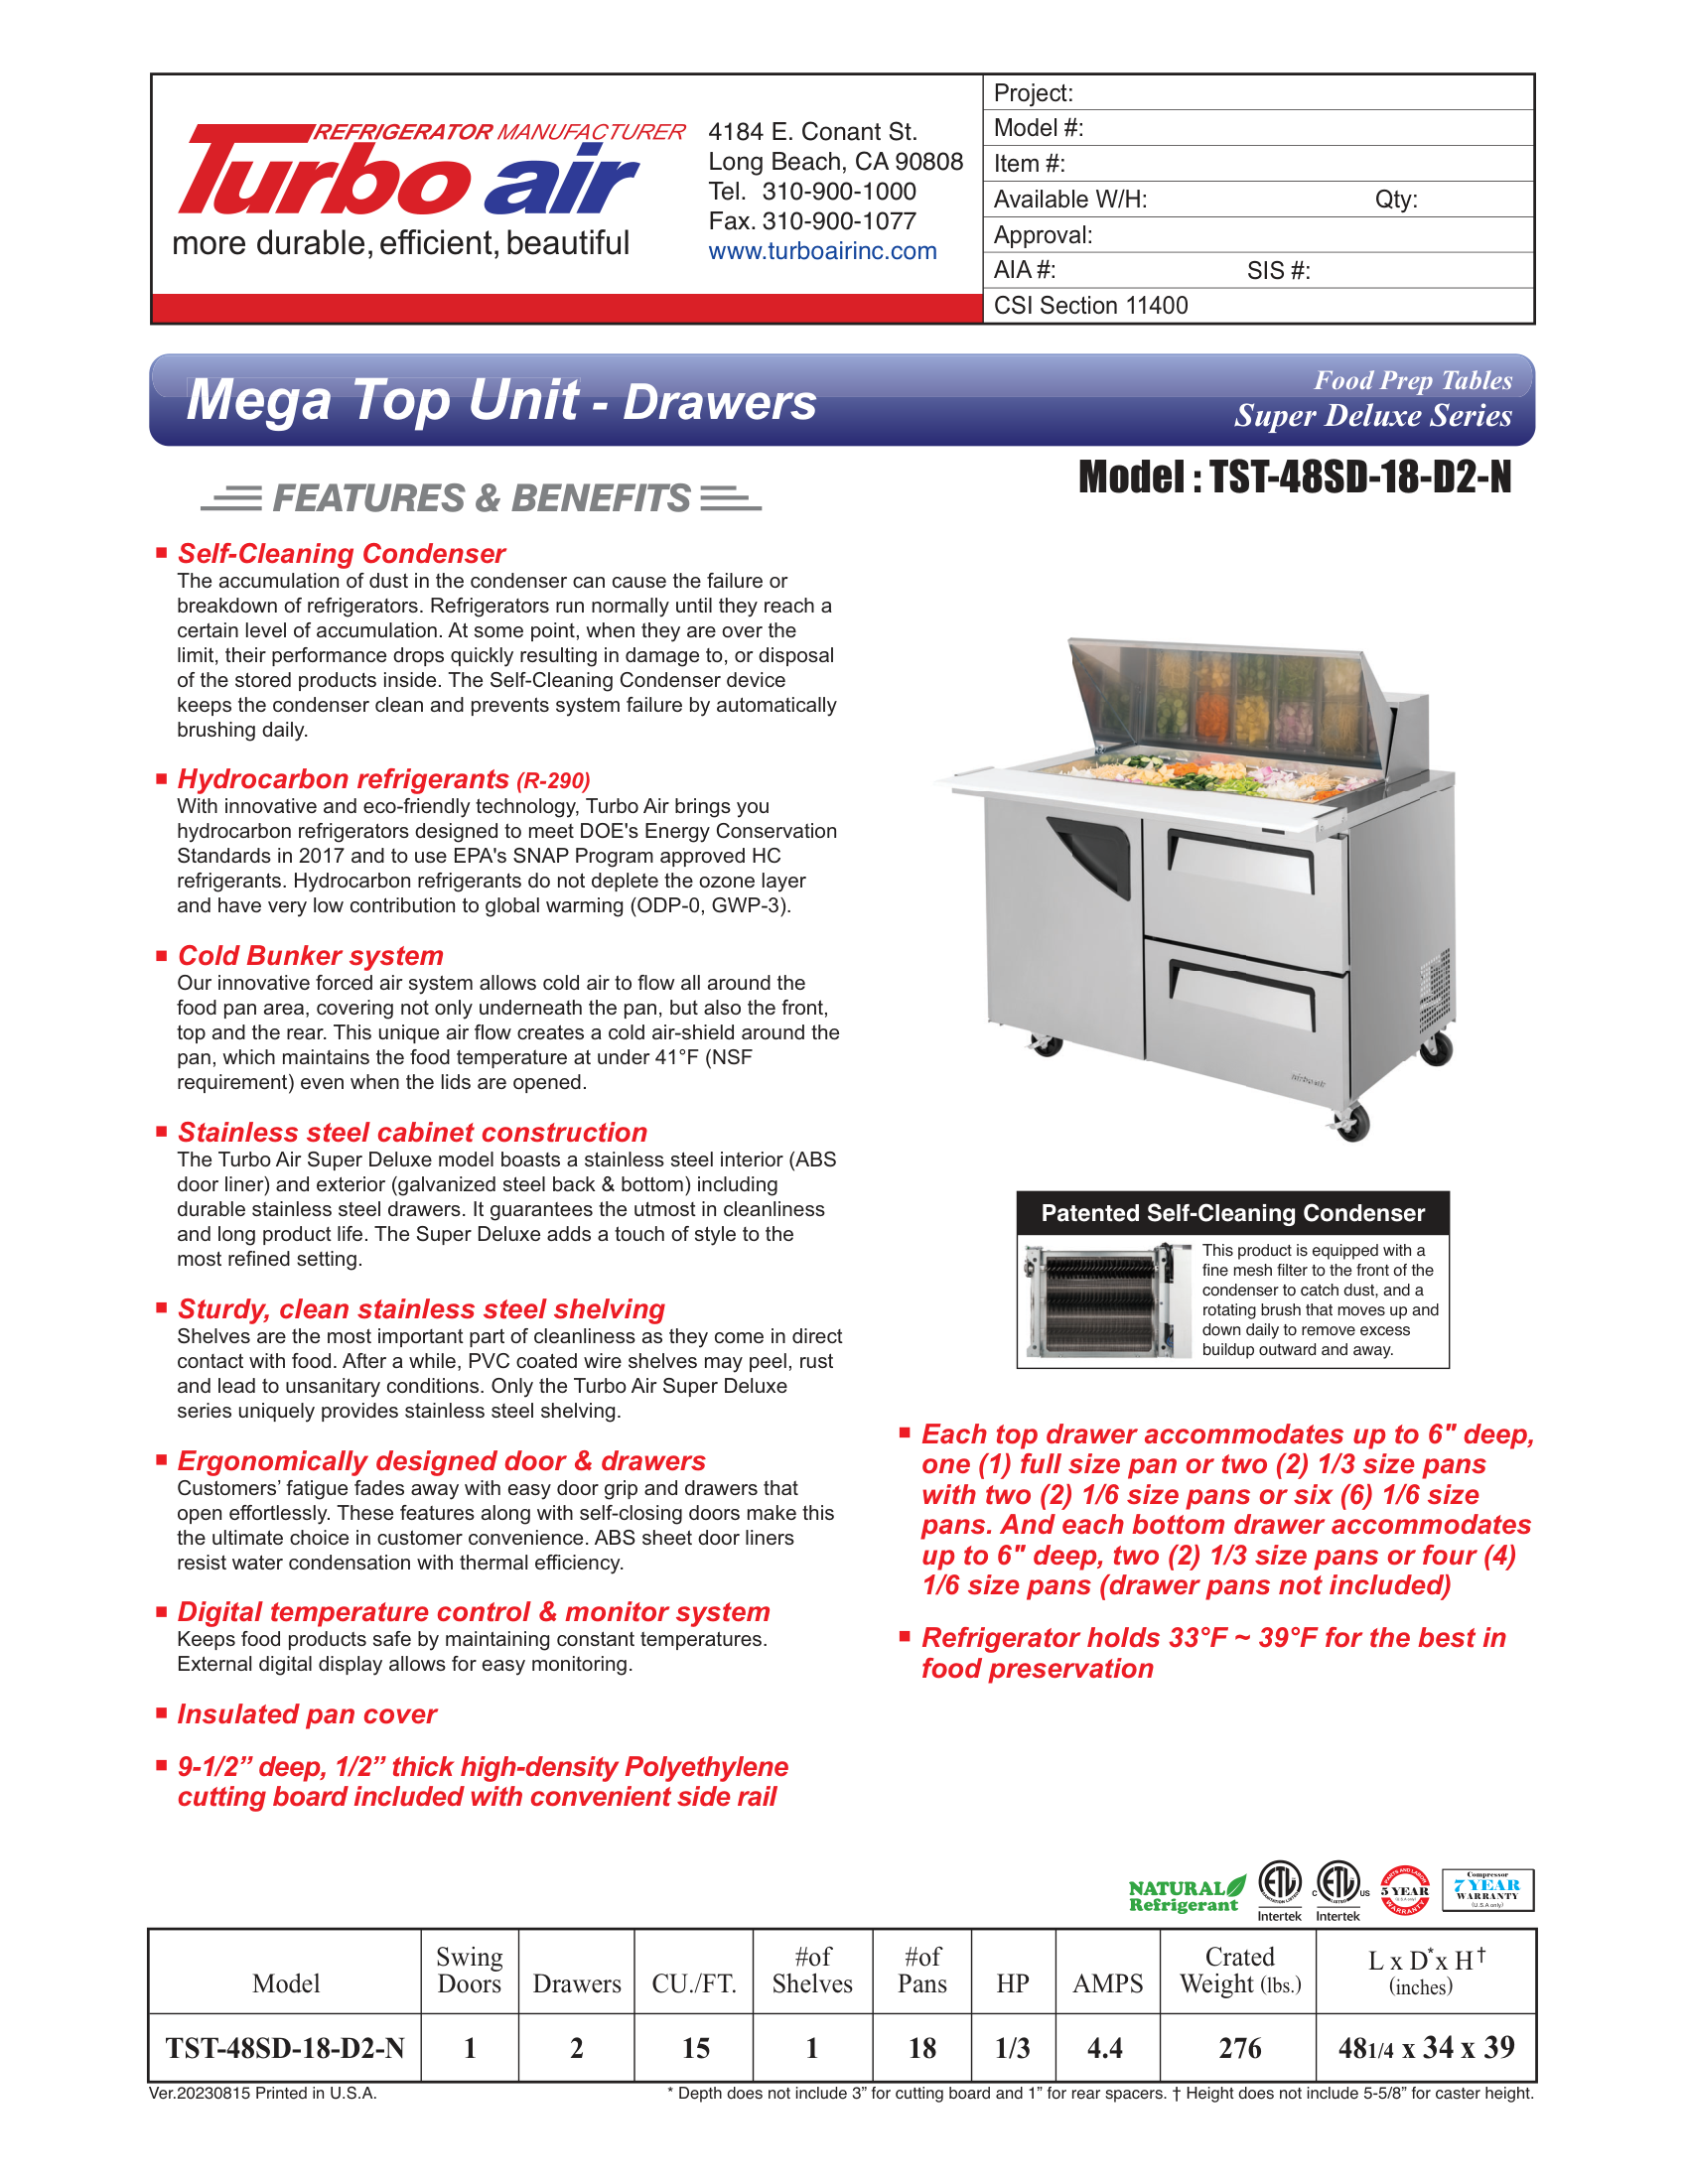 REFRIGERATOR MANUFACTURER
Turbo air
more durable, efficient, beautiful
4184 E. Conant St.
Long Beach, CA 90808
Tel. 310-900-1000
Fax. 310-900-1077
www.turboairinc.com
Project:
Model #:
Item #:
Available W/H: Qty:
Approval:
AIA #: SIS #:
CSI Section 11400
Mega Top Unit - Drawers
Food Prep Tables
Super Deluxe Series
Model : TST-48SD-18-D2-N
FEATURES & BENEFITS
■ Self-Cleaning Condenser
The accumulation of dust in the condenser can cause the failure or
breakdown of refrigerators. Refrigerators run normally until they reach a
certain level of accumulation. At some point, when they are over the
limit, their performance drops quickly resulting in damage to, or disposal
of the stored products inside. The Self-Cleaning Condenser device
keeps the condenser clean and prevents system failure by automatically
brushing daily.
■ Hydrocarbon refrigerants (R-290)
With innovative and eco-friendly technology, Turbo Air brings you
hydrocarbon refrigerators designed to meet DOE's Energy Conservation
Standards in 2017 and to use EPA's SNAP Program approved HC
refrigerants. Hydrocarbon refrigerants do not deplete the ozone layer
and have very low contribution to global warming (ODP-0, GWP-3).
■ Cold Bunker system
Our innovative forced air system allows cold air to flow all around the
food pan area, covering not only underneath the pan, but also the front,
top and the rear. This unique air flow creates a cold air-shield around the
pan, which maintains the food temperature at under 41°F (NSF
requirement) even when the lids are opened.
■ Stainless steel cabinet construction
The Turbo Air Super Deluxe model boasts a stainless steel interior (ABS
door liner) and exterior (galvanized steel back & bottom) including
durable stainless steel drawers. It guarantees the utmost in cleanliness
and long product life. The Super Deluxe adds a touch of style to the
most refined setting.
■ Sturdy, clean stainless steel shelving
Shelves are the most important part of cleanliness as they come in direct
contact with food. After a while, PVC coated wire shelves may peel, rust
and lead to unsanitary conditions. Only the Turbo Air Super Deluxe
series uniquely provides stainless steel shelving.
■ Ergonomically designed door & drawers
Customers’ fatigue fades away with easy door grip and drawers that
open effortlessly. These features along with self-closing doors make this
the ultimate choice in customer convenience. ABS sheet door liners
resist water condensation with thermal efficiency.
■ Digital temperature control & monitor system
Keeps food products safe by maintaining constant temperatures.
External digital display allows for easy monitoring.
■ Insulated pan cover
■ 9-1/2” deep, 1/2” thick high-density Polyethylene
cutting board included with convenient side rail
turbo air
Patented Self-Cleaning Condenser
This product is equipped with a
fine mesh filter to the front of the
condenser to catch dust, and a
rotating brush that moves up and
down daily to remove excess
buildup outward and away.
■ Each top drawer accommodates up to 6" deep,
one (1) full size pan or two (2) 1/3 size pans
with two (2) 1/6 size pans or six (6) 1/6 size
pans. And each bottom drawer accommodates
up to 6" deep, two (2) 1/3 size pans or four (4)
1/6 size pans (drawer pans not included)
■ Refrigerator holds 33°F ~ 39°F for the best in
food preservation
NATURAL
Refrigerant
ETL
SANITATION LISTED
Intertek
C ETL US
LISTED
Intertek
PARTS AND LABOR
5 YEAR
(U.S.A only)
WARRANTY
Compressor
7 YEAR
WARRANTY
(U.S.A only)
Model Swing Doors Drawers CU./FT. #of Shelves #of Pans HP AMPS Crated Weight (lbs.) L x D* x H† (inches)
TST-48SD-18-D2-N 1 2 15 1 18 1/3 4.4 276 481/4 x 34 x 39
Ver.20230815 Printed in U.S.A.
* Depth does not include 3” for cutting board and 1” for rear spacers. † Height does not include 5-5/8” for caster height.